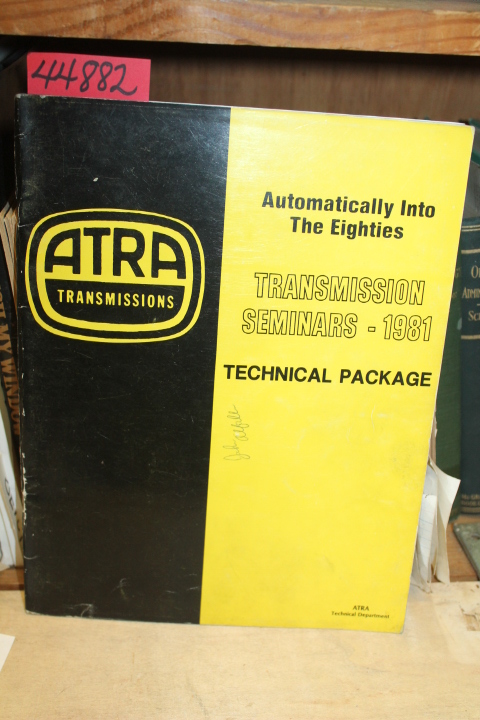 44882
ATRA
TRANSMISSIONS
Automatically Into
The Eighties
TRANSMISSION
SEMINARS - 1981
TECHNICAL PACKAGE
ATRA
Technical Department